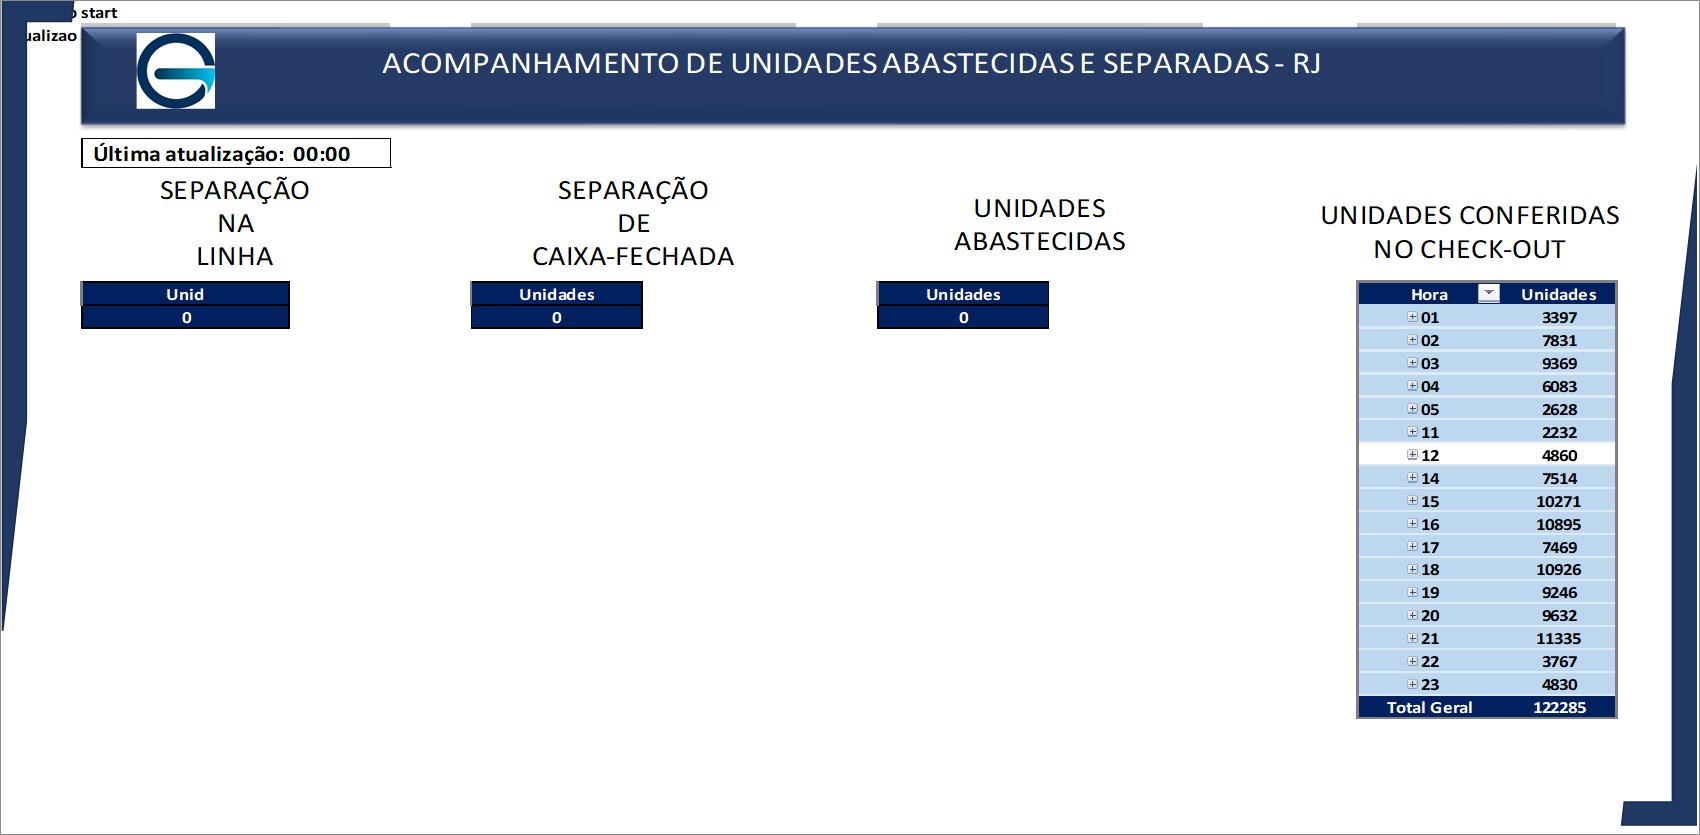 start
ualizao
ACOMPANHAMENTO DE UNIDADES ABASTECIDAS E SEPARADAS - RJ
Última atualização: 00:00
SEPARAÇÃO
NA
LINHA
Unid
0
SEPARAÇÃO
DE
CAIXA-FECHADA
Unidades
0
UNIDADES
ABASTECIDAS
Unidades
0
UNIDADES CONFERIDAS
NO CHECK-OUT
Hora Unidades
01 3397
02 7831
03 9369
04 6083
05 2628
11 2232
12 4860
14 7514
15 10271
16 10895
17 7469
18 10926
19 9246
20 9632
21 11335
22 3767
23 4830
Total Geral 122285